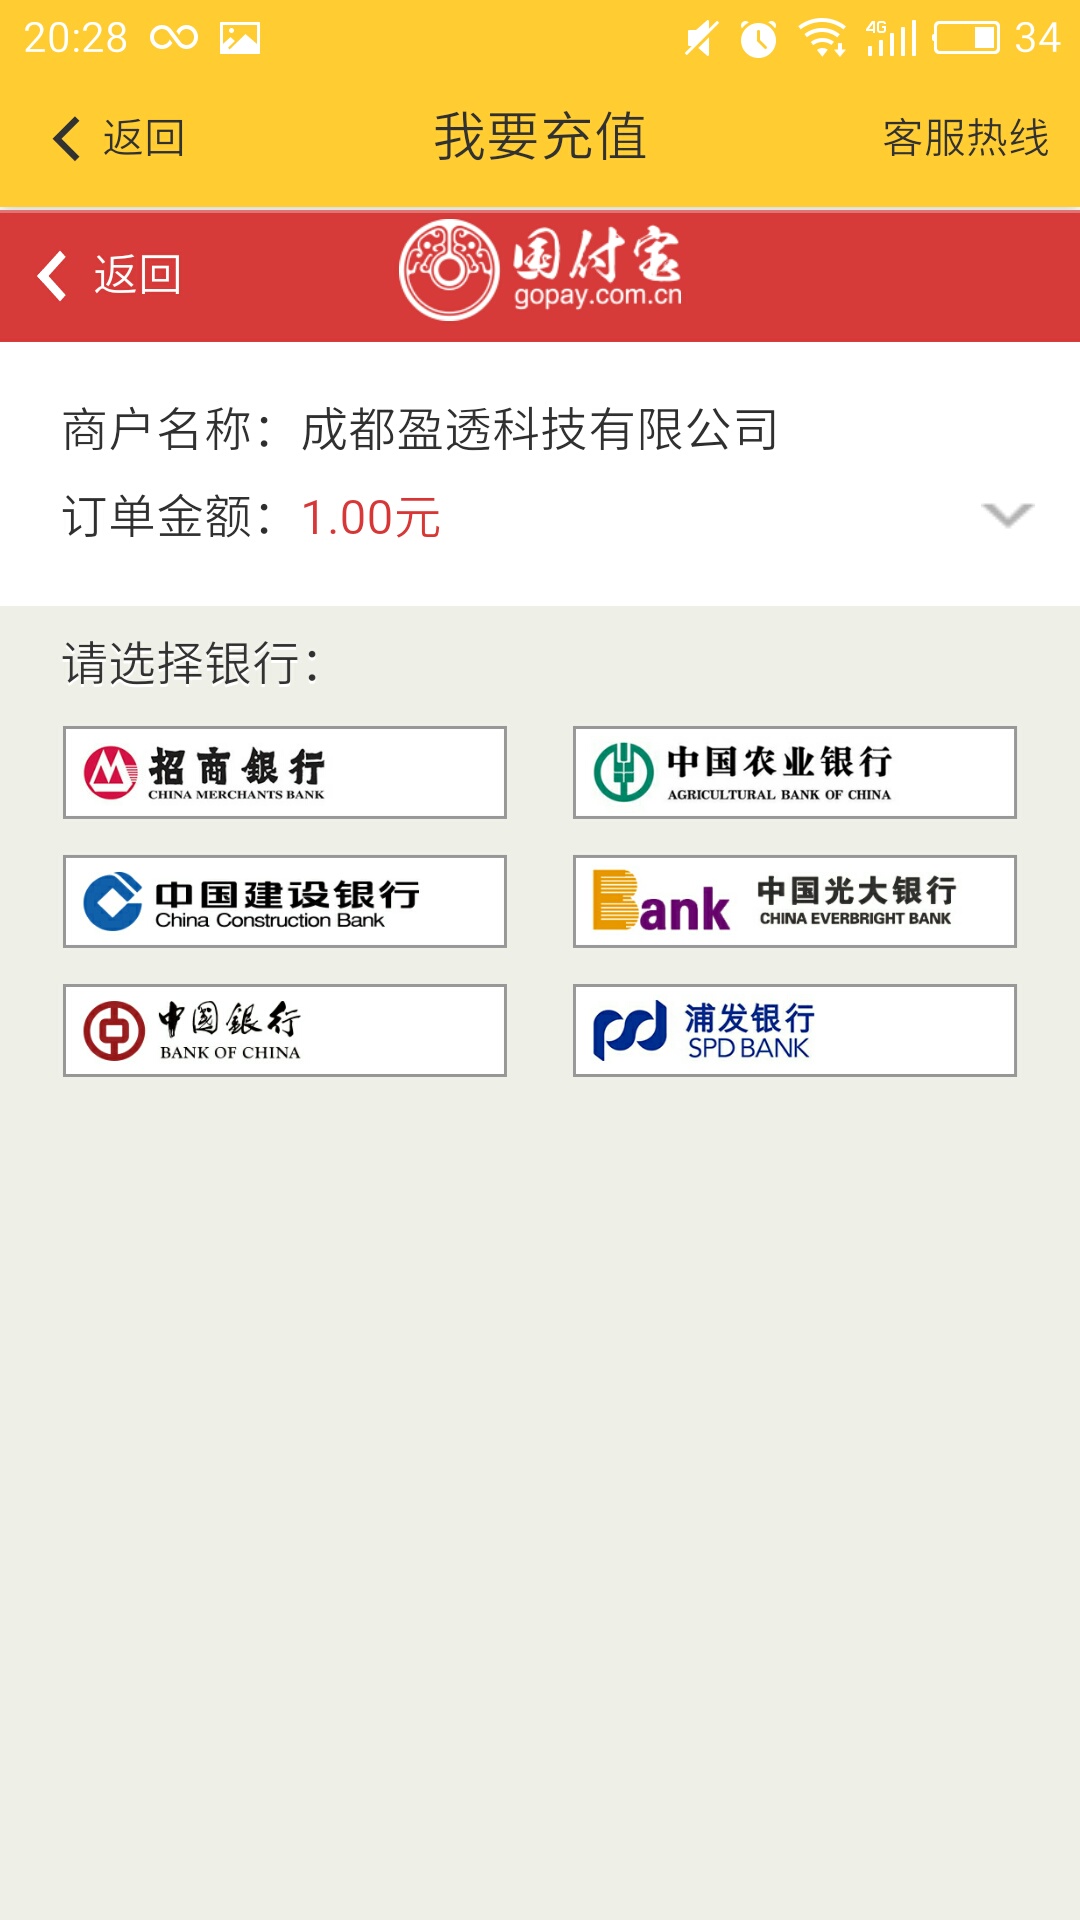 20:28
4G
34
返回
我要充值
客服热线
返回
国付宝
gopay.com.cn
商户名称：成都盈透科技有限公司
订单金额：1.00元
请选择银行：
招商银行
CHINA MERCHANTS BANK
中国农业银行
AGRICULTURAL BANK OF CHINA
中国建设银行
China Construction Bank
Bank
中国光大银行
CHINA EVERBRIGHT BANK
中国銀行
BANK OF CHINA
浦发银行
SPD BANK